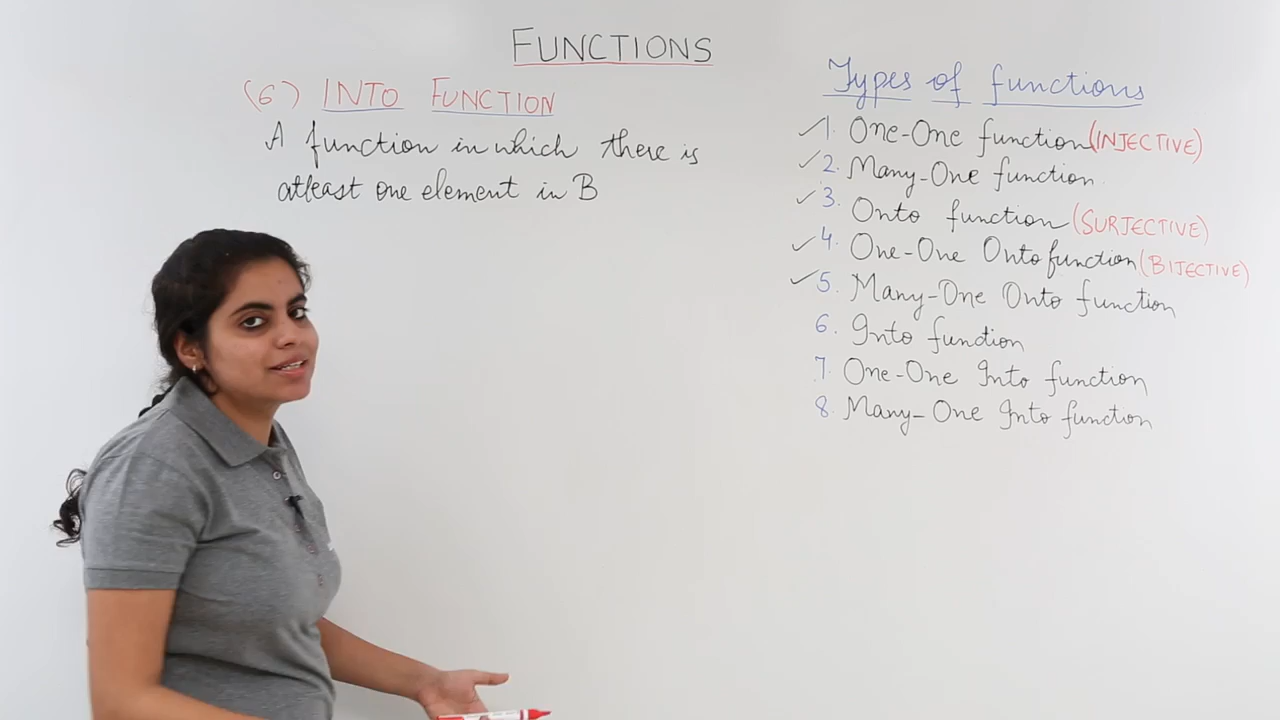 FUNCTIONS
(6) INTO FUNCTION
A function in which there is
atleast one element in B
Types of functions
1. One-One function (INJECTIVE)
2. Many-One function.
3. Onto function (SURJECTIVE)
4. One-One Onto function (BIJECTIVE)
5. Many-One Onto function
6. Into function
7. One-One Into function
8. Many-One Into function